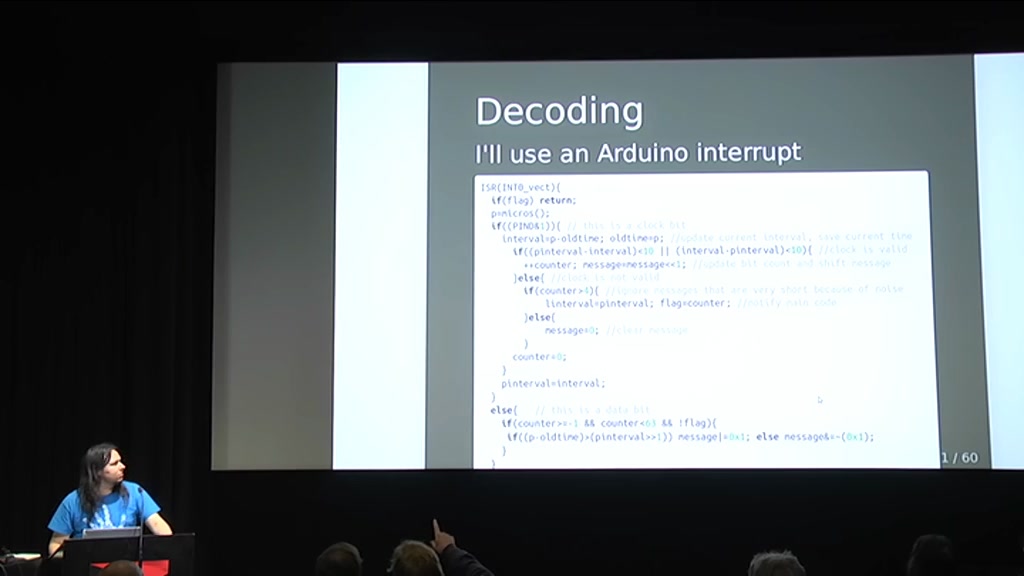 Decoding
I'll use an Arduino interrupt
ISR(INT0_vect){
if(flag) return;
p=micros();
if((PIND&1)){ // this is a clock bit
interval=p-oldtime; oldtime=p; //update current interval, save current time
if((pinterval-interval)<10 || (interval-pinterval)<10){ //clock is valid
++counter; message=message<<1; //update bit count and shift message
}else{ //clock is not valid
if(counter>4){ //ignore messages that are very short because of noise
linterval=pinterval; flag=counter; //notify main code
}else{
message=0; //clear message
}
counter=0;
}
pinterval=interval;
}
else{ // this is a data bit
if(counter>=-1 && counter<63 && !flag){
if((p-oldtime)>(pinterval>>1)) message|=0x1; else message&=~(0x1);
}
}
1 / 60